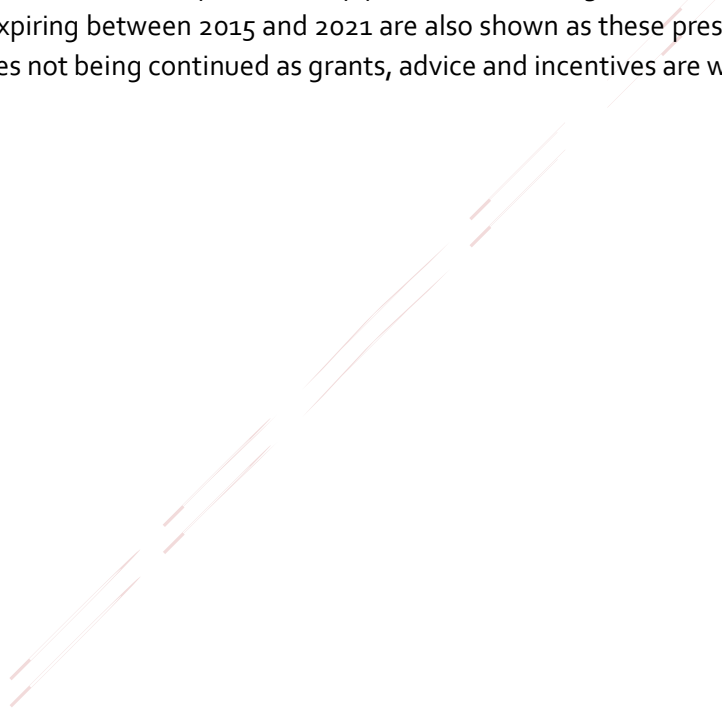 xpiring between 2015 and 2021 are also shown as these pres
es not being continued as grants, advice and incentives are w